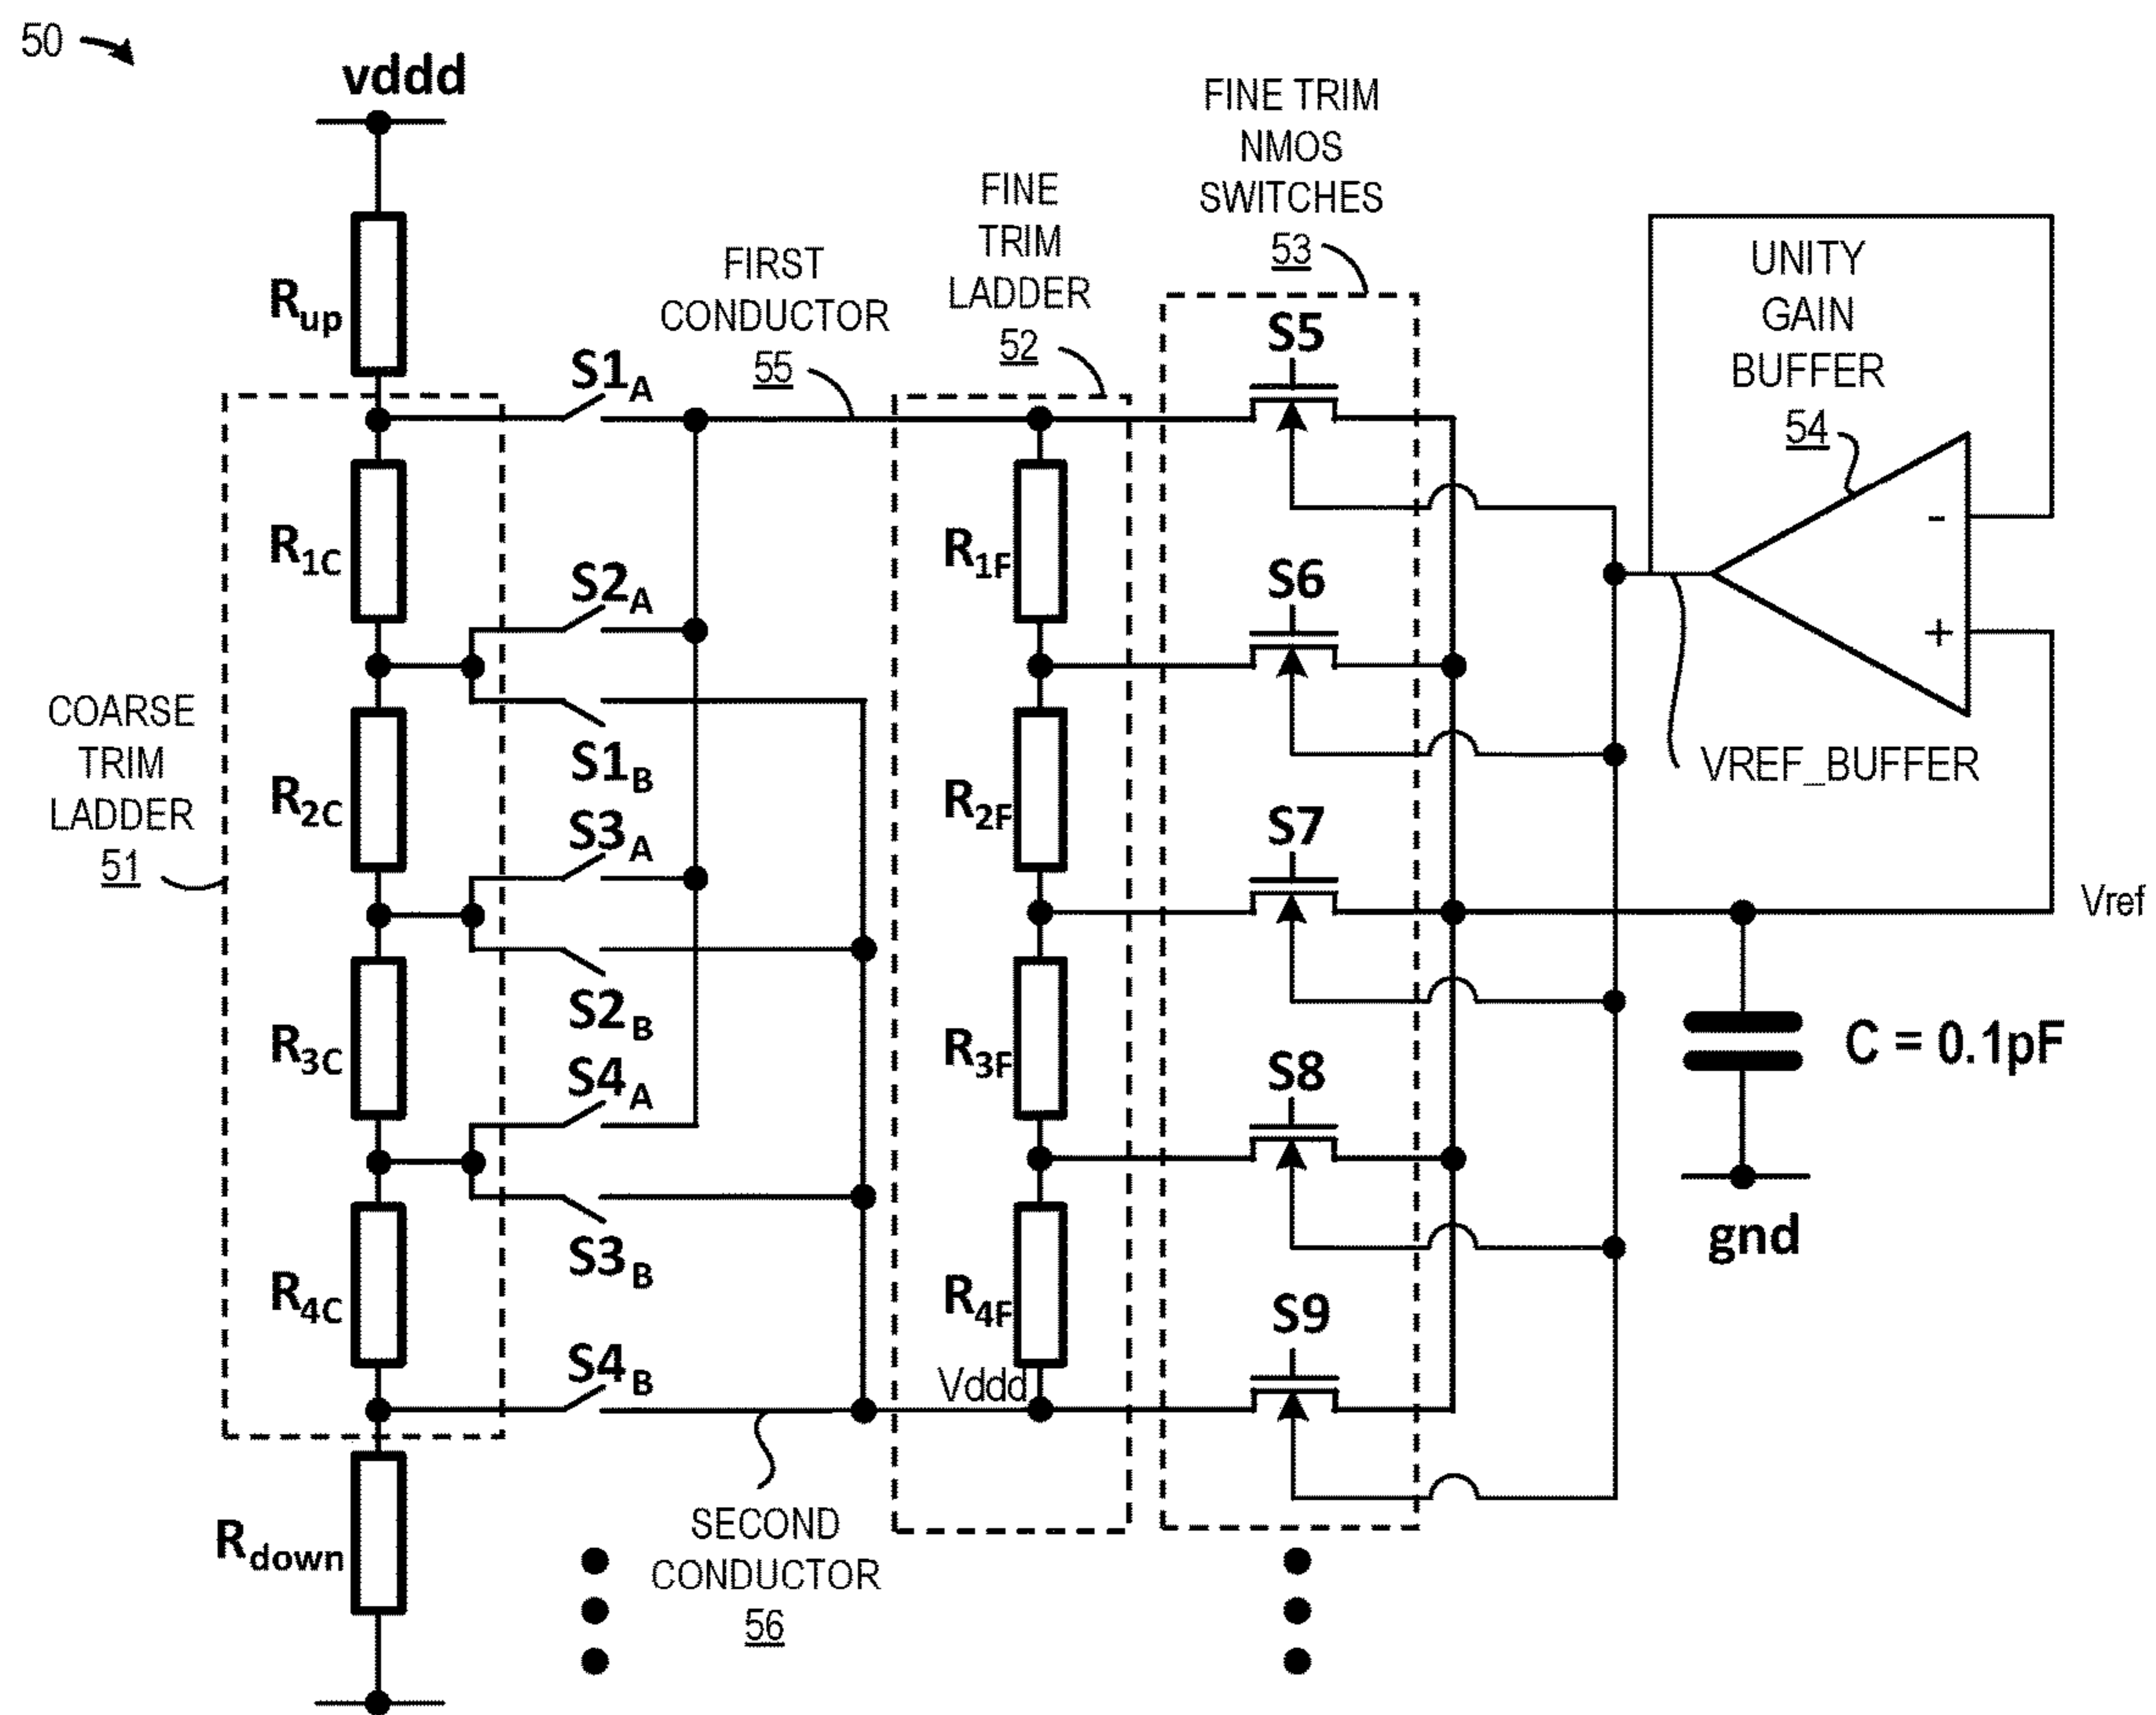 50
vddd
FINE TRIM
NMOS
SWITCHES
53
FINE
TRIM
LADDER
52
FIRST
CONDUCTOR
55
UNITY
GAIN
BUFFER
54
Rup
S1A
S5
R1C
S2A
R1F
S6
-
+
COARSE
TRIM
LADDER
51
S1B
VREF_BUFFER
R2C
S3A
R2F
S7
Vref
S2B
R3C
S4A
R3F
S8
C = 0.1pF
gnd
S3B
R4C
R4F
S9
S4B
Vddd
Rdown
SECOND
CONDUCTOR
56